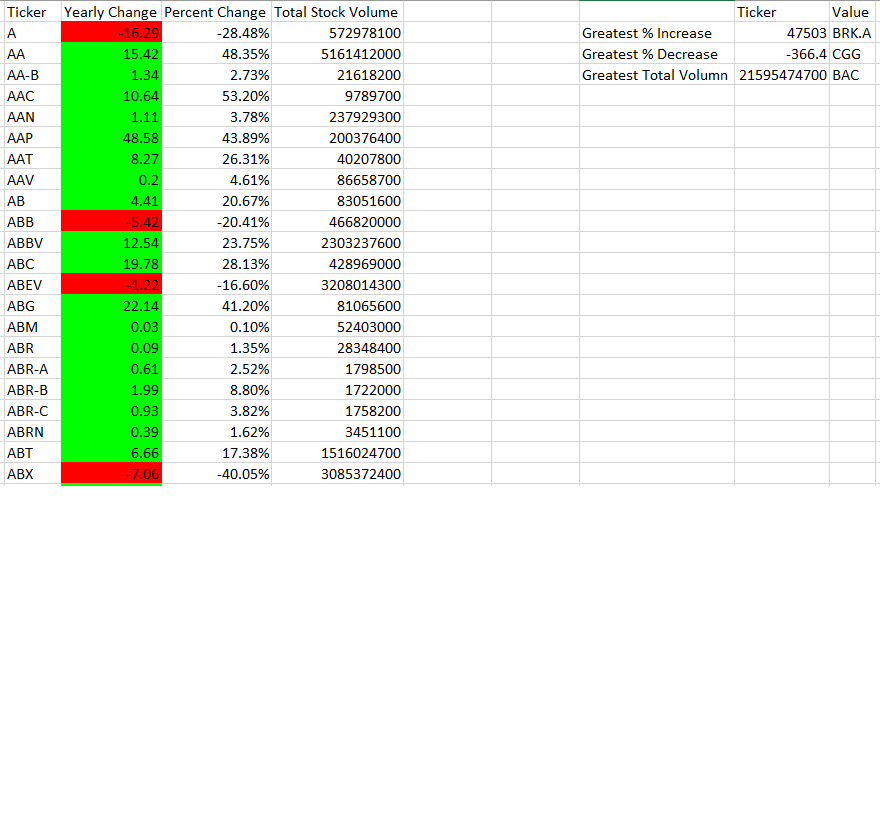 Ticker Yearly Change Percent Change Total Stock Volume Ticker Value
A -16.29 -28.48% 572978100 Greatest % Increase 47503 BRK.A
AA 15.42 48.35% 5161412000 Greatest % Decrease -366.4 CGG
AA-B 1.34 2.73% 21618200 Greatest Total Volumn 21595474700 BAC
AAC 10.64 53.20% 9789700
AAN 1.11 3.78% 237929300
AAP 48.58 43.89% 200376400
AAT 8.27 26.31% 40207800
AAV 0.2 4.61% 86658700
AB 4.41 20.67% 83051600
ABB -5.42 -20.41% 466820000
ABBV 12.54 23.75% 2303237600
ABC 19.78 28.13% 428969000
ABEV -1.22 -16.60% 3208014300
ABG 22.14 41.20% 81065600
ABM 0.03 0.10% 52403000
ABR 0.09 1.35% 28348400
ABR-A 0.61 2.52% 1798500
ABR-B 1.99 8.80% 1722000
ABR-C 0.93 3.82% 1758200
ABRN 0.39 1.62% 3451100
ABT 6.66 17.38% 1516024700
ABX -7.06 -40.05% 3085372400